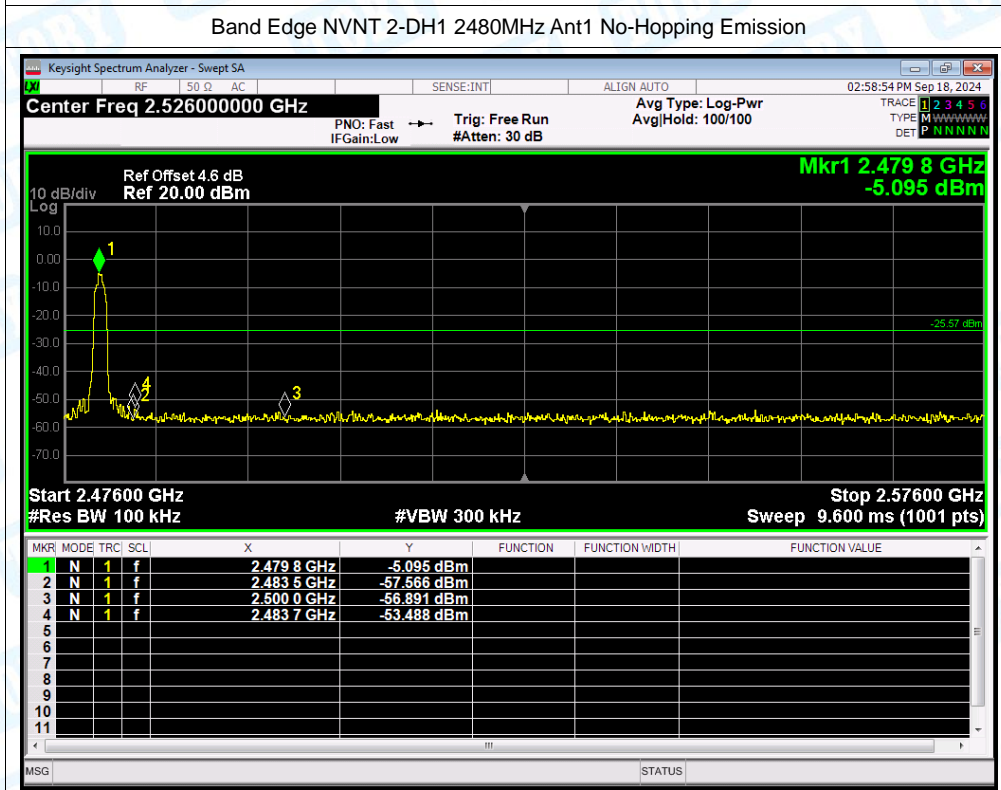 Band Edge NVNT 2-DH1 2480MHz Ant1 No-Hopping Emission
Keysight Spectrum Analyzer - Swept SA
LXI RF 50 Ω AC SENSE:INT ALIGN AUTO 02:58:54 PM Sep 18, 2024
Center Freq 2.526000000 GHz Avg Type: Log-Pwr TRACE 1 2 3 4 5 6
PNO: Fast Trig: Free Run Avg|Hold: 100/100 TYPE M WWWWW
IFGain:Low #Atten: 30 dB DET P N N N N N
Mkr1 2.479 8 GHz
-5.095 dBm
Ref Offset 4.6 dB
10 dB/div Ref 20.00 dBm
Log
10.0
1
0.00
-10.0
-20.0
-25.57 dBm
-30.0
-40.0
4
2
3
-50.0
-60.0
-70.0
Start 2.47600 GHz Stop 2.57600 GHz
#Res BW 100 kHz #VBW 300 kHz Sweep 9.600 ms (1001 pts)
MKR MODE TRC SCL X Y FUNCTION FUNCTION WIDTH FUNCTION VALUE
1 N 1 f 2.479 8 GHz -5.095 dBm
2 N 1 f 2.483 5 GHz -57.566 dBm
3 N 1 f 2.500 0 GHz -56.891 dBm
4 N 1 f 2.483 7 GHz -53.488 dBm
5
6
7
8
9
10
11
MSG STATUS